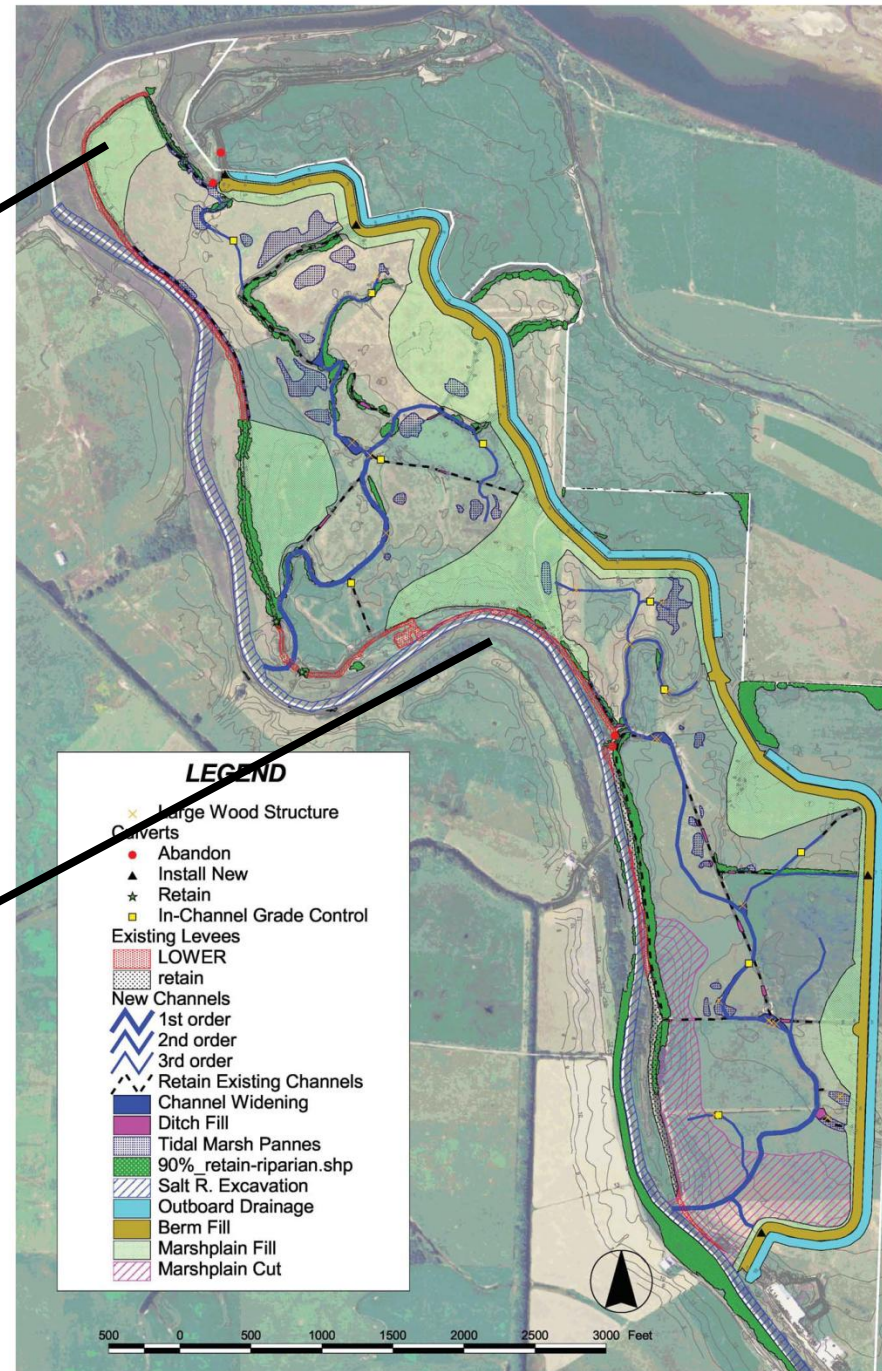 LEGEND
Large Wood Structure
Culverts
Abandon
Install New
Retain
In-Channel Grade Control
Existing Levees
LOWER
retain
New Channels
1st order
2nd order
3rd order
Retain Existing Channels
Channel Widening
Ditch Fill
Tidal Marsh Pannes
90%_retain-riparian.shp
Salt R. Excavation
Outboard Drainage
Berm Fill
Marshplain Fill
Marshplain Cut
500 0 500 1000 1500 2000 2500 3000 Feet